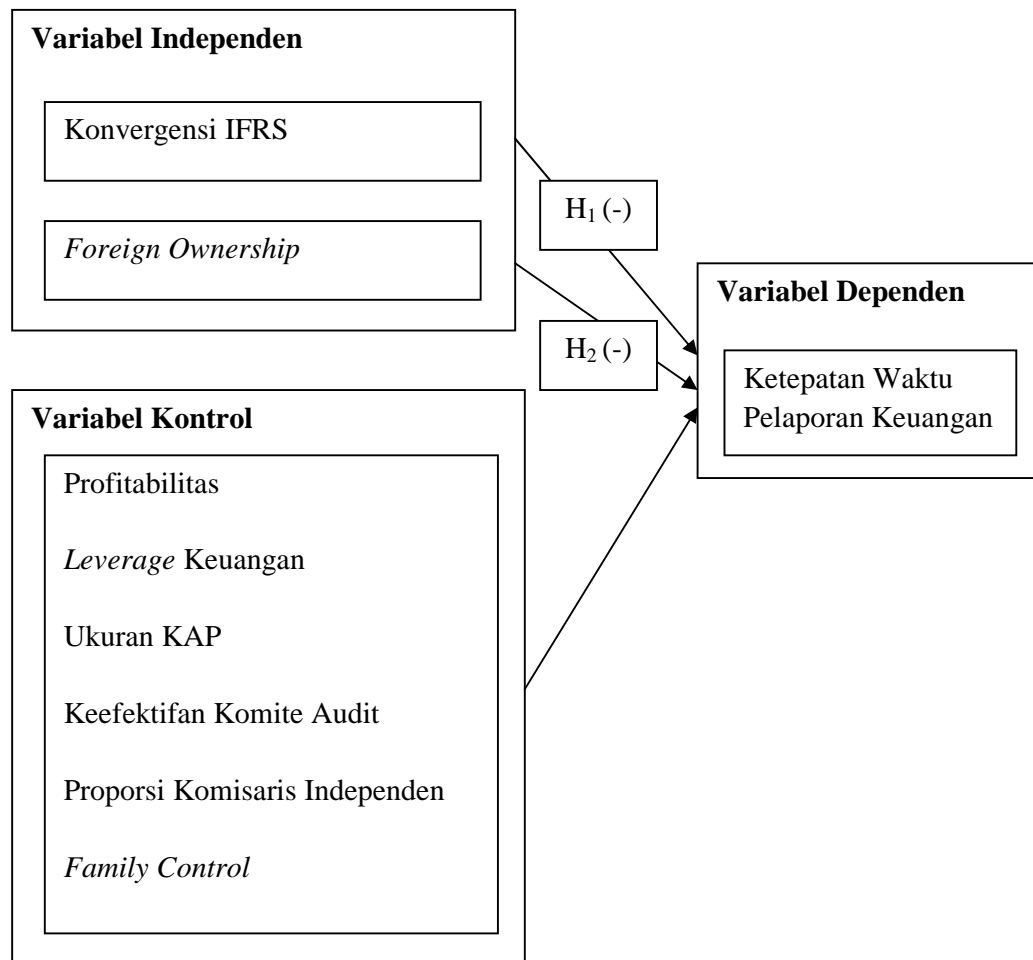 Variabel Independen
Konvergensi IFRS
Foreign Ownership
H₁ (-)
H₂ (-)
Variabel Dependen
Ketepatan Waktu
Pelaporan Keuangan
Variabel Kontrol
Profitabilitas
Leverage Keuangan
Ukuran KAP
Keefektifan Komite Audit
Proporsi Komisaris Independen
Family Control